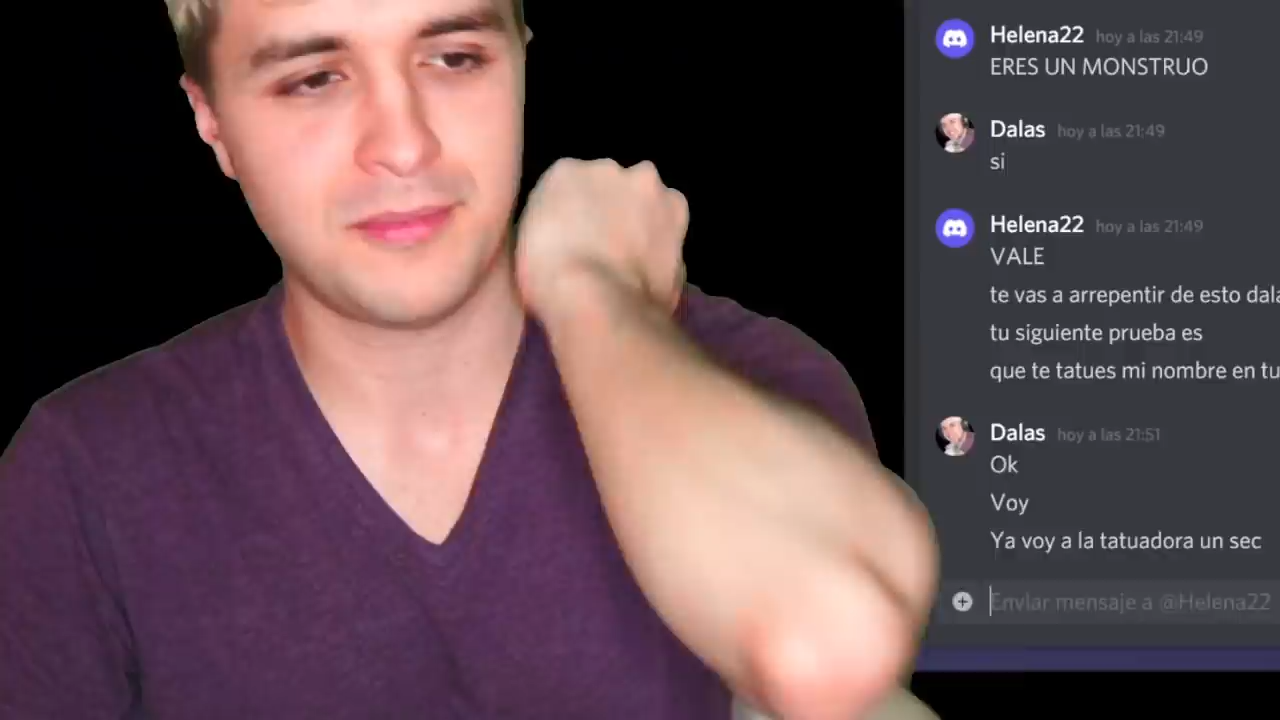 Helena22 hoy a las 21:49
ERES UN MONSTRUO
Dalas hoy a las 21:49
si
Helena22 hoy a las 21:49
VALE
te vas a arrepentir de esto dala
tu siguiente prueba es
que te tatues mi nombre en tu
Dalas hoy a las 21:51
Ok
Voy
Ya voy a la tatuadora un sec
Enviar mensaje a @Helena22